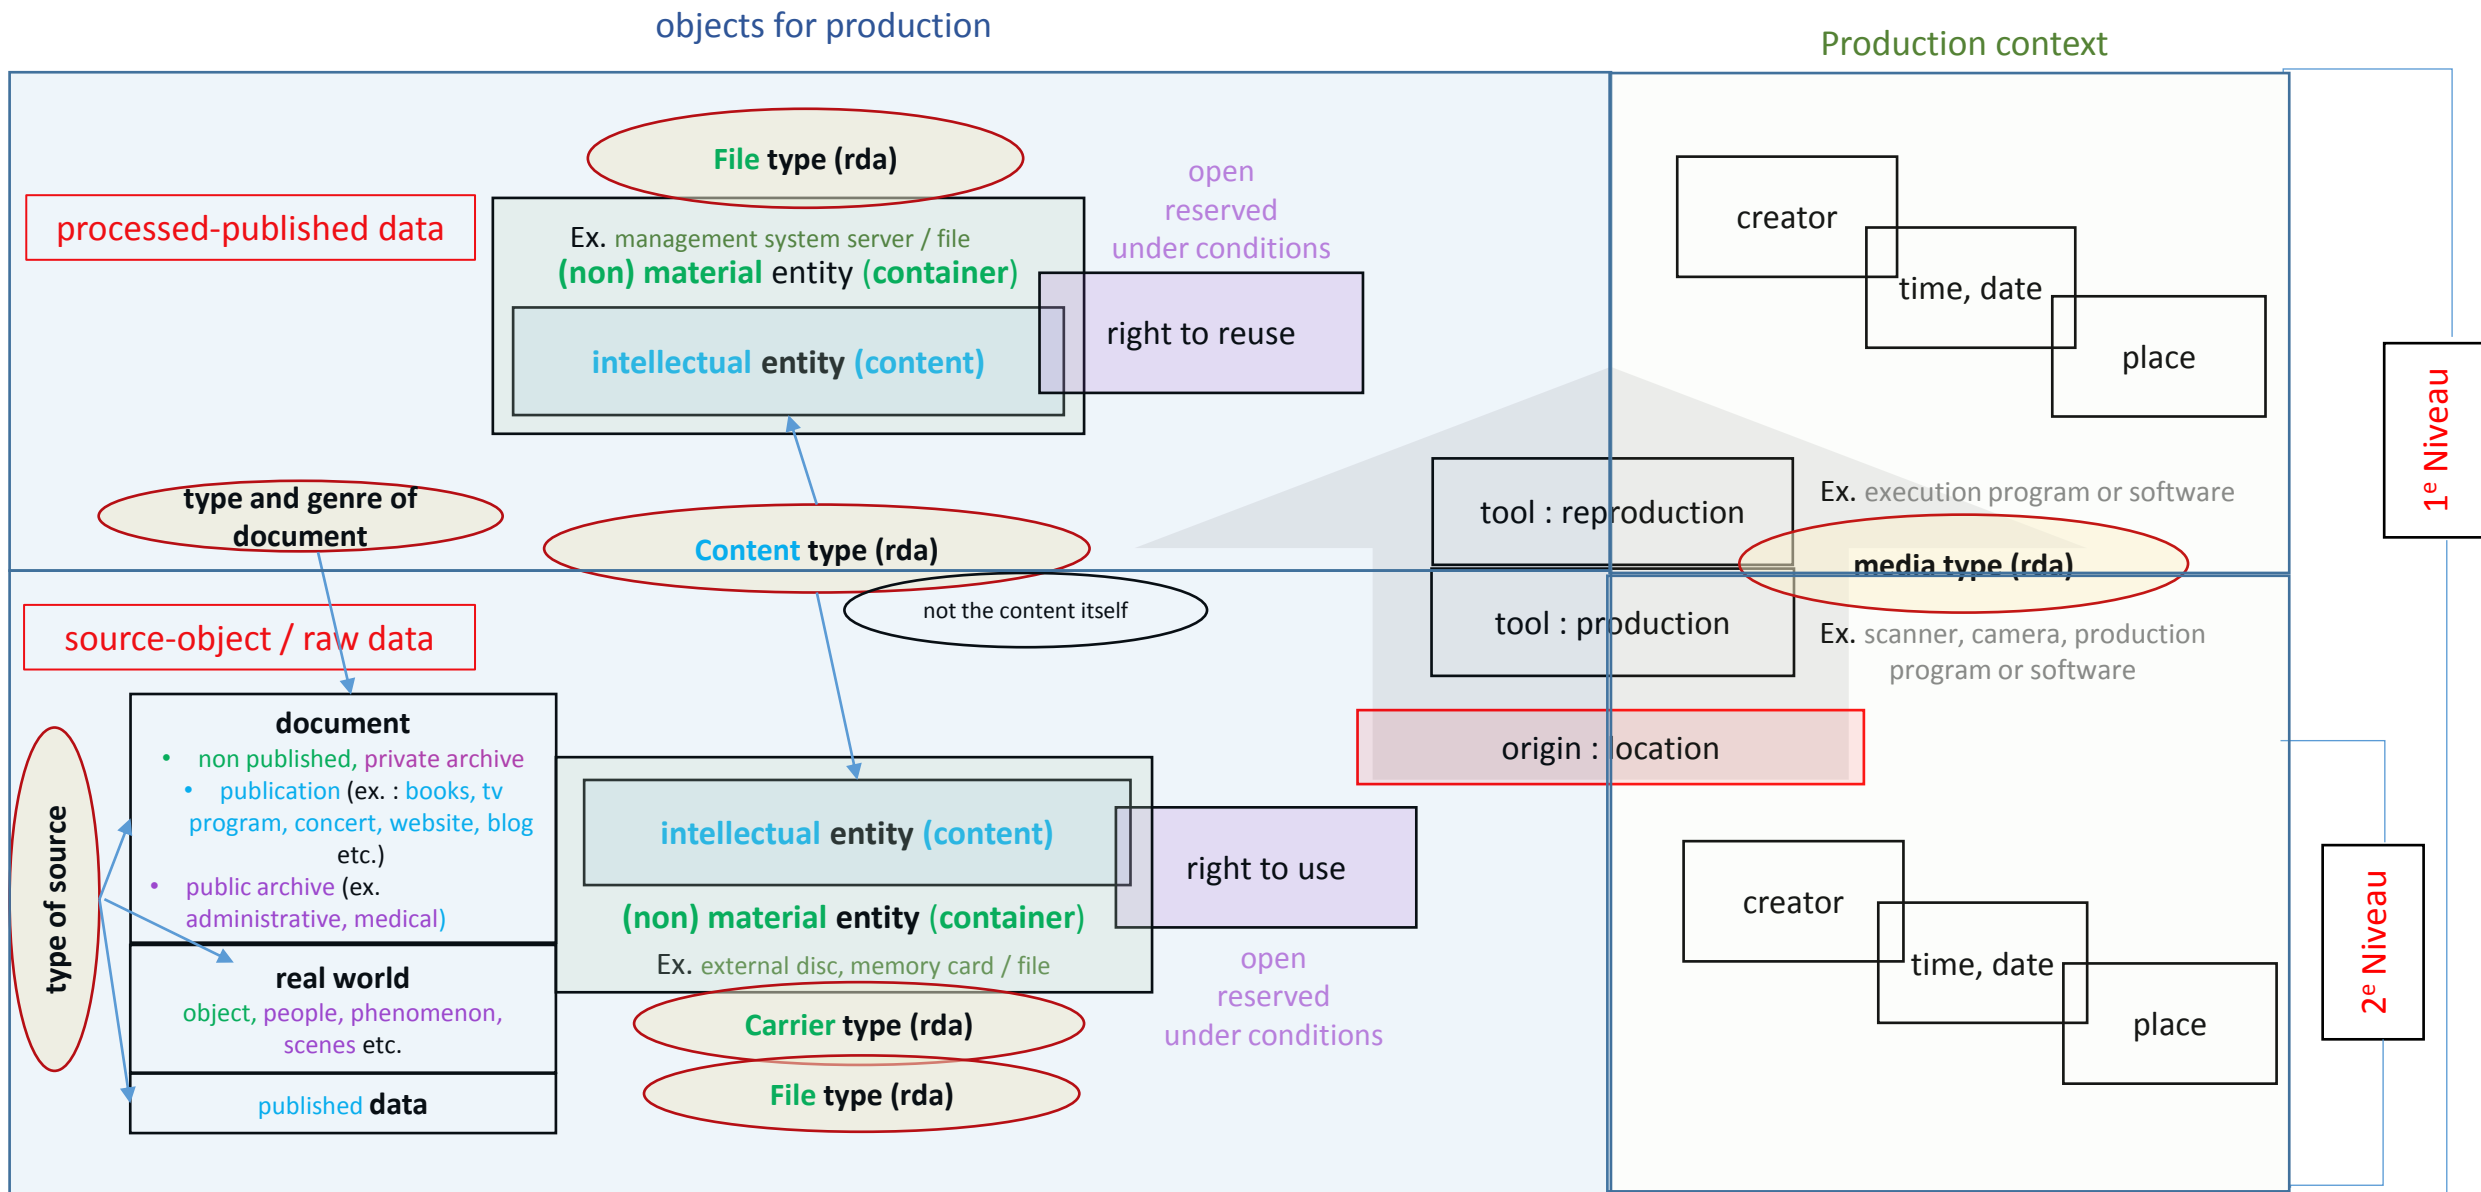 objects for production
Production context
File type (rda)
open
reserved
under conditions
processed-published data
Ex. management system server / file
(non) material entity (container)
right to reuse
intellectual entity (content)
creator
time, date
place
1e Niveau
type and genre of
document
Content type (rda)
not the content itself
tool : reproduction
Ex. execution program or software
media type (rda)
tool : production
Ex. scanner, camera, production
program or software
origin : location
source-object / raw data
type of source
document
• non published, private archive
• publication (ex. : books, tv
program, concert, website, blog
etc.)
• public archive (ex.
administrative, medical)
real world
object, people, phenomenon,
scenes etc.
published data
intellectual entity (content)
(non) material entity (container)
Ex. external disc, memory card / file
right to use
open
reserved
under conditions
Carrier type (rda)
File type (rda)
creator
time, date
place
2e Niveau